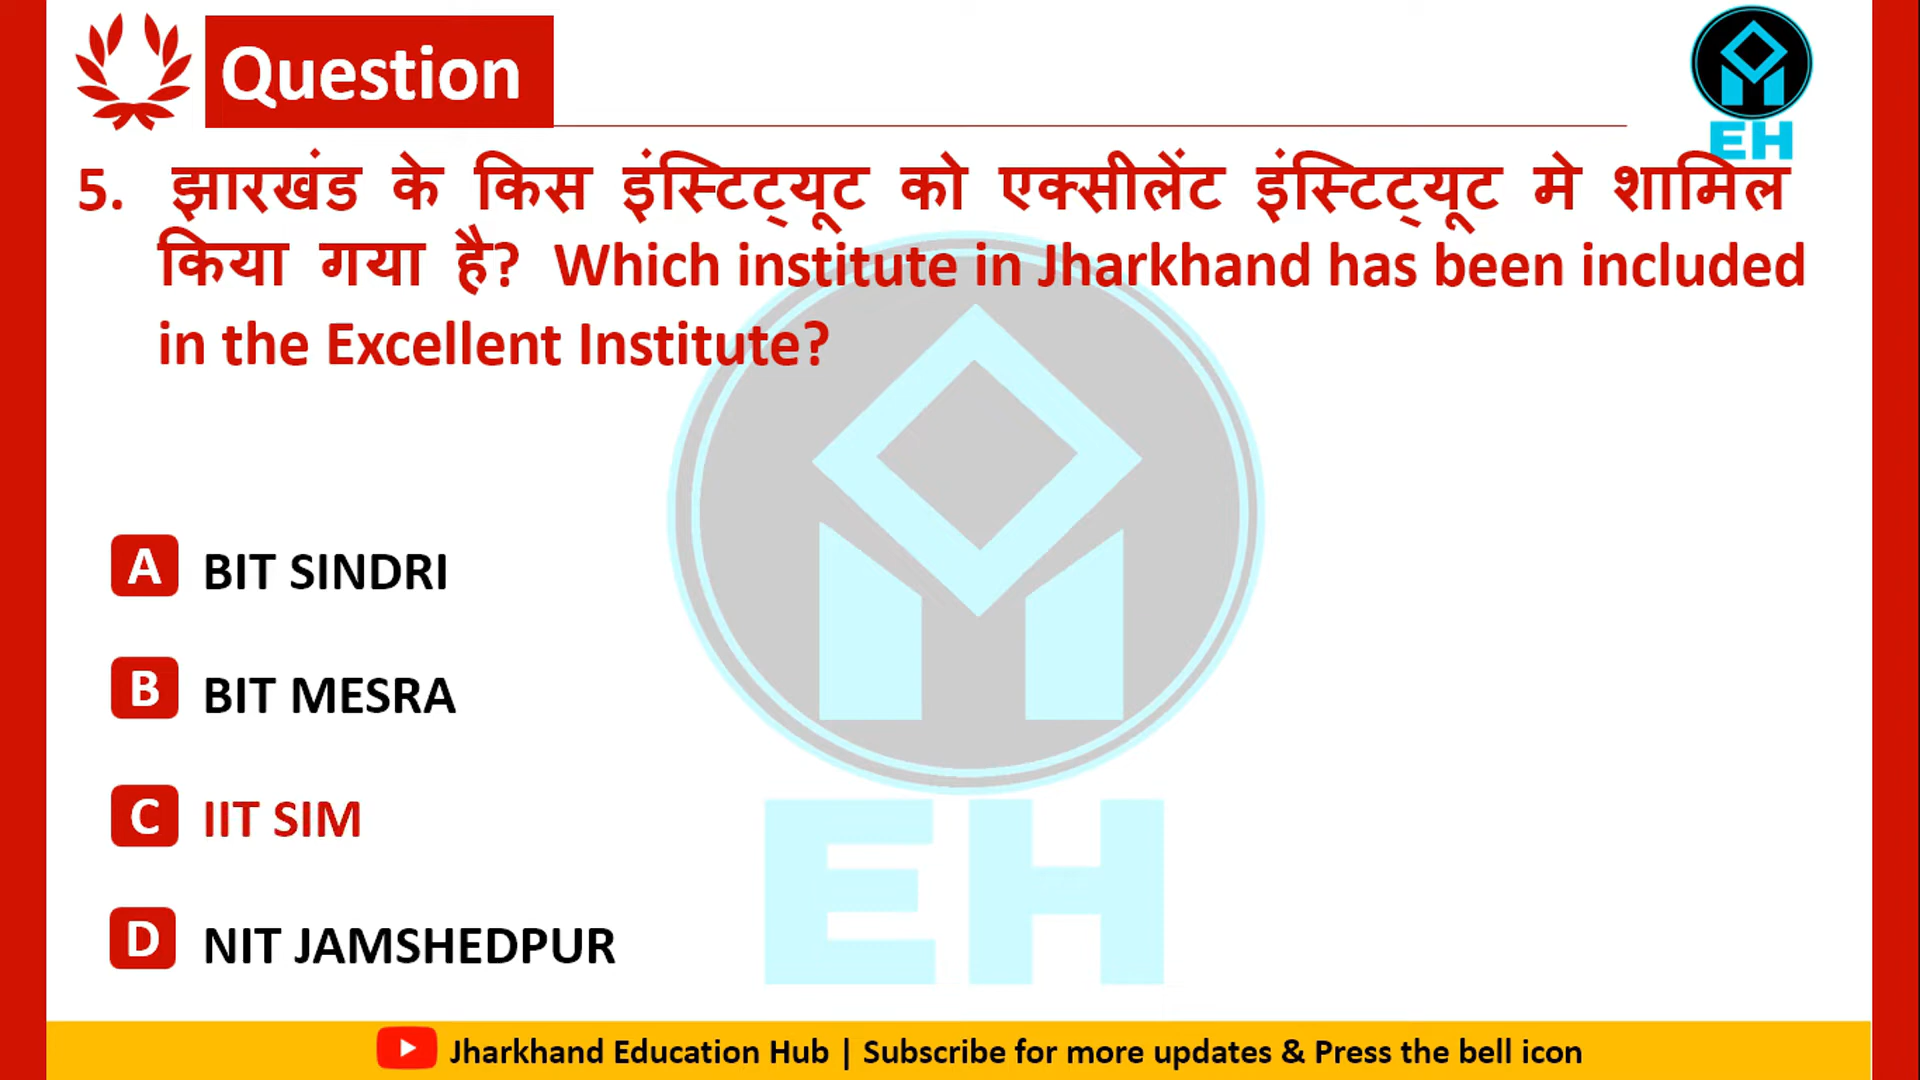 Question
EH
5. झारखंड के किस इंस्टिट्यूट को एक्सीलेंट इंस्टिट्यूट मे शामिल
किया गया है? Which institute in Jharkhand has been included
in the Excellent Institute?
A BIT SINDRI
B BIT MESRA
C IIT SIM
D NIT JAMSHEDPUR
EH
Jharkhand Education Hub | Subscribe for more updates & Press the bell icon